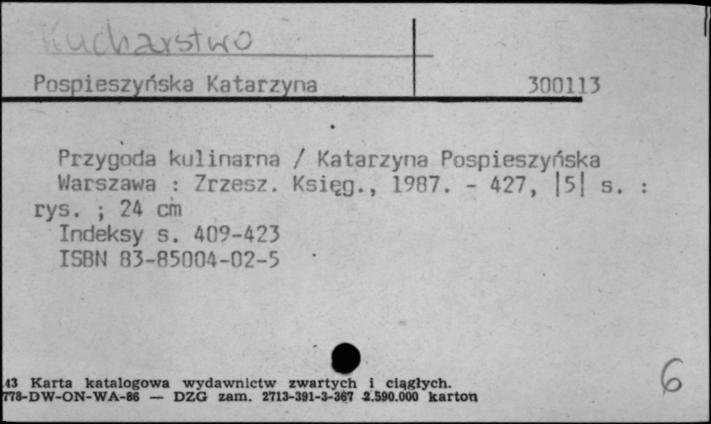 Kucharstwo
Pospieszyńska Katarzyna 300113
Przygoda kulinarna / Katarzyna Pospieszyńska
Warszawa : Zrzesz. Księg., 1987. - 427, |5| s. :
rys. ; 24 cm
Indeksy s. 409-423
ISBN 83-85004-02-5
43 Karta katalogowa wydawnictw zwartych i ciągłych.
778-DW-ON-WA-86 — DZG zam. 2713-391-3-367 2.590.000 karton
6